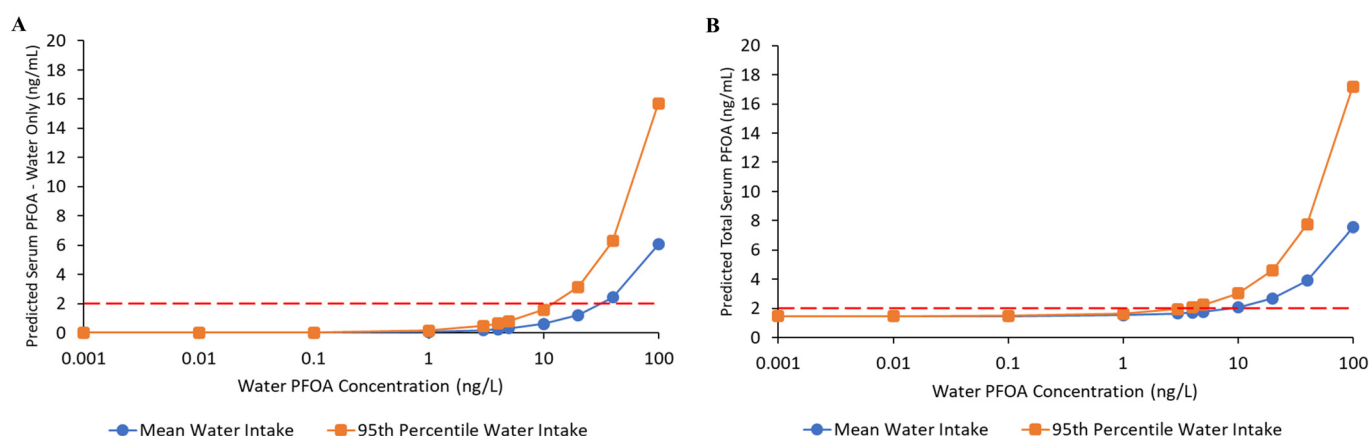 A
Predicted Serum PFOA - Water Only (ng/mL)
20
18
16
14
12
10
8
6
4
2
0
0.001 0.01 0.1 1 10 100
Water PFOA Concentration (ng/L)
Mean Water Intake 95th Percentile Water Intake
B
Predicted Total Serum PFOA (ng/mL)
20
18
16
14
12
10
8
6
4
2
0
0.001 0.01 0.1 1 10 100
Water PFOA Concentration (ng/L)
Mean Water Intake 95th Percentile Water Intake